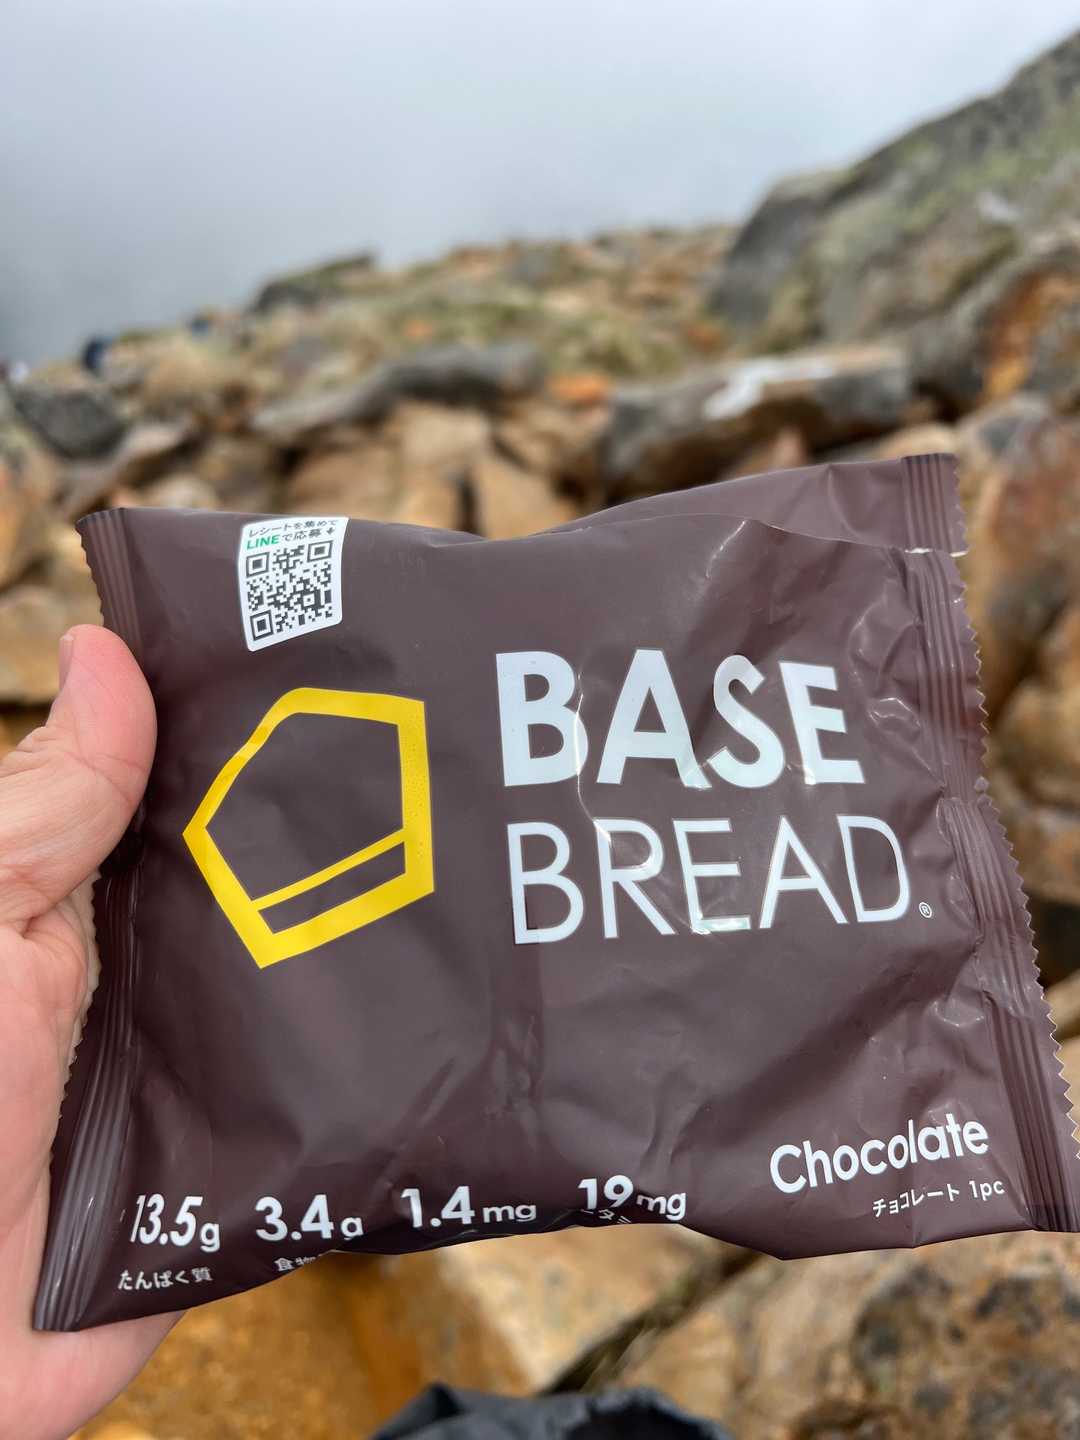 レシートを集めて
LINEで応募
BASE
BREAD®
Chocolate
チョコレート 1pc
13.5g 3.4g 1.4mg 19mg
たんぱく質